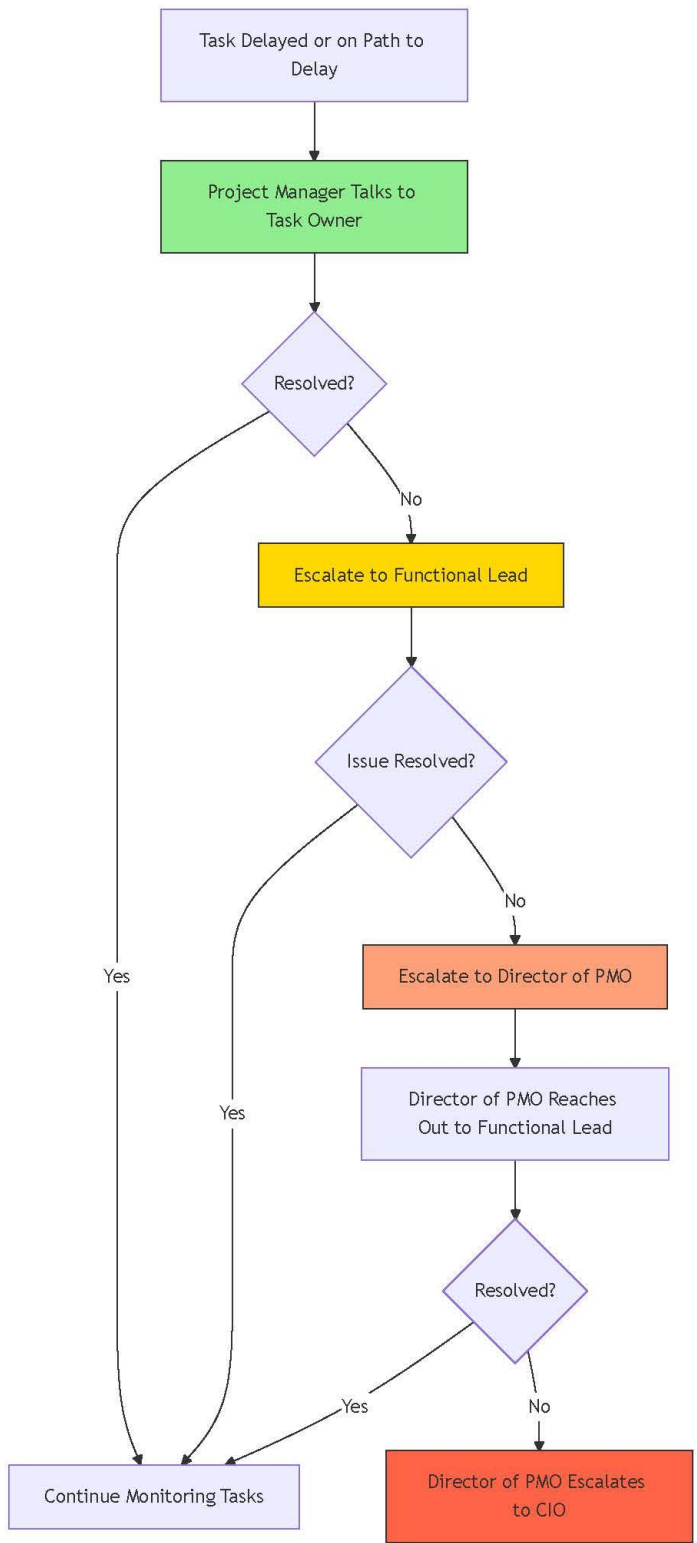 Task Delayed or on Path to
Delay
Project Manager Talks to
Task Owner
Resolved?
No
Escalate to Functional Lead
Issue Resolved?
No
Yes
Escalate to Director of PMO
Director of PMO Reaches
Out to Functional Lead
Yes
Resolved?
Yes
No
Continue Monitoring Tasks
Director of PMO Escalates
to CIO